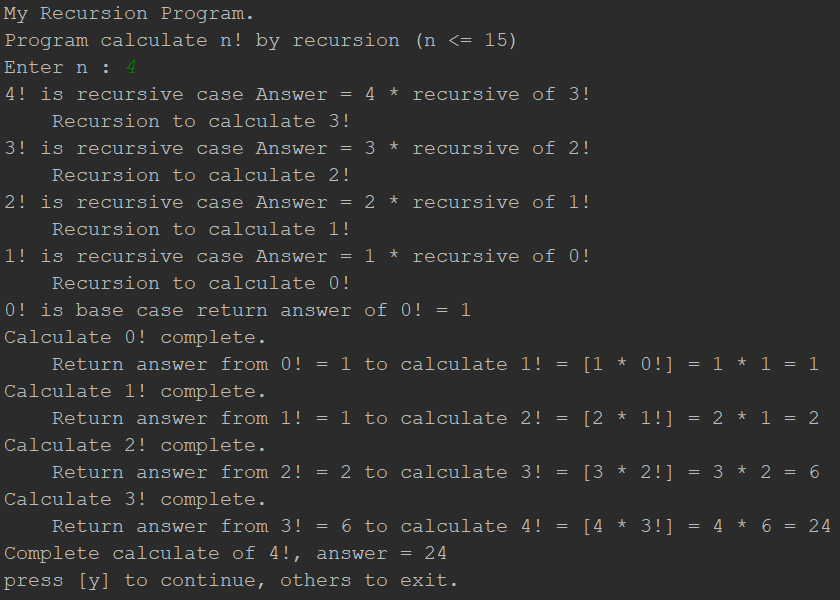 My Recursion Program.
Program calculate n! by recursion (n <= 15)
Enter n : 4
4! is recursive case Answer = 4 * recursive of 3!
    Recursion to calculate 3!
3! is recursive case Answer = 3 * recursive of 2!
    Recursion to calculate 2!
2! is recursive case Answer = 2 * recursive of 1!
    Recursion to calculate 1!
1! is recursive case Answer = 1 * recursive of 0!
    Recursion to calculate 0!
0! is base case return answer of 0! = 1
Calculate 0! complete.
    Return answer from 0! = 1 to calculate 1! = [1 * 0!] = 1 * 1 = 1
Calculate 1! complete.
    Return answer from 1! = 1 to calculate 2! = [2 * 1!] = 2 * 1 = 2
Calculate 2! complete.
    Return answer from 2! = 2 to calculate 3! = [3 * 2!] = 3 * 2 = 6
Calculate 3! complete.
    Return answer from 3! = 6 to calculate 4! = [4 * 3!] = 4 * 6 = 24
Complete calculate of 4!, answer = 24
press [y] to continue, others to exit.